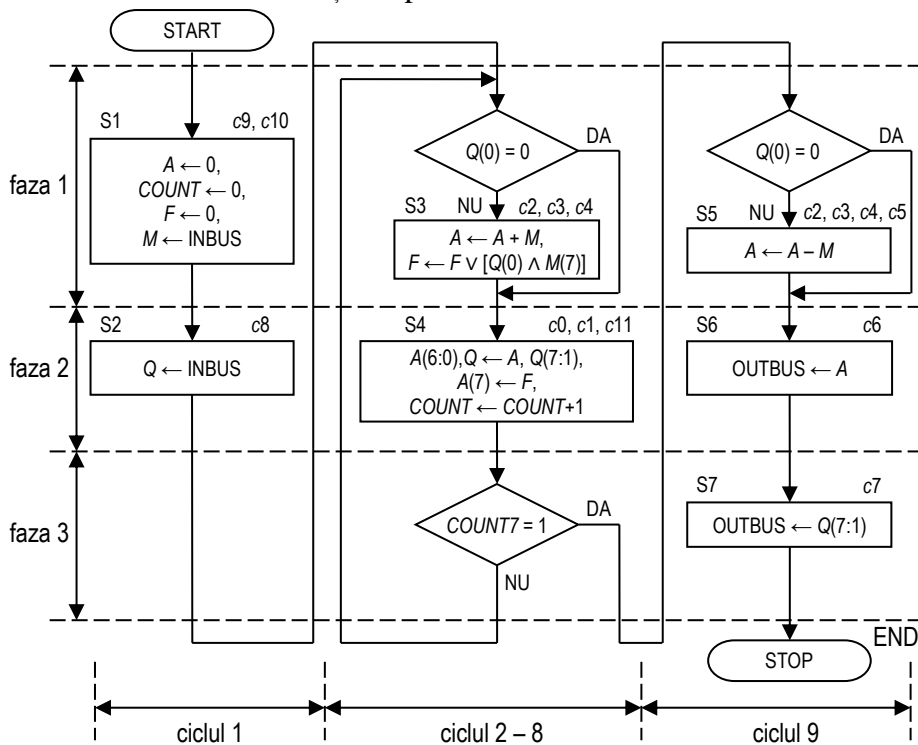 START
S1 c9, c10
A ← 0,
COUNT ← 0,
F ← 0,
M ← INBUS
S2 c8
Q ← INBUS
Q(0) = 0
DA
NU
S3 c2, c3, c4
A ← A + M,
F ← F ∨ [Q(0) ∧ M(7)]
S4 c0, c1, c11
A(6:0),Q ← A, Q(7:1),
A(7) ← F,
COUNT ← COUNT+1
COUNT7 = 1
DA
NU
Q(0) = 0
DA
NU
S5 c2, c3, c4, c5
A ← A – M
S6 c6
OUTBUS ← A
S7 c7
OUTBUS ← Q(7:1)
END
STOP
faza 1
faza 2
faza 3
ciclul 1
ciclul 2 – 8
ciclul 9